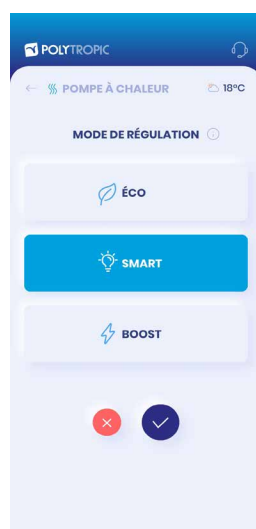 POLYTROPIC
POMPE À CHALEUR 18°C
MODE DE RÉGULATION
ÉCO
SMART
BOOST